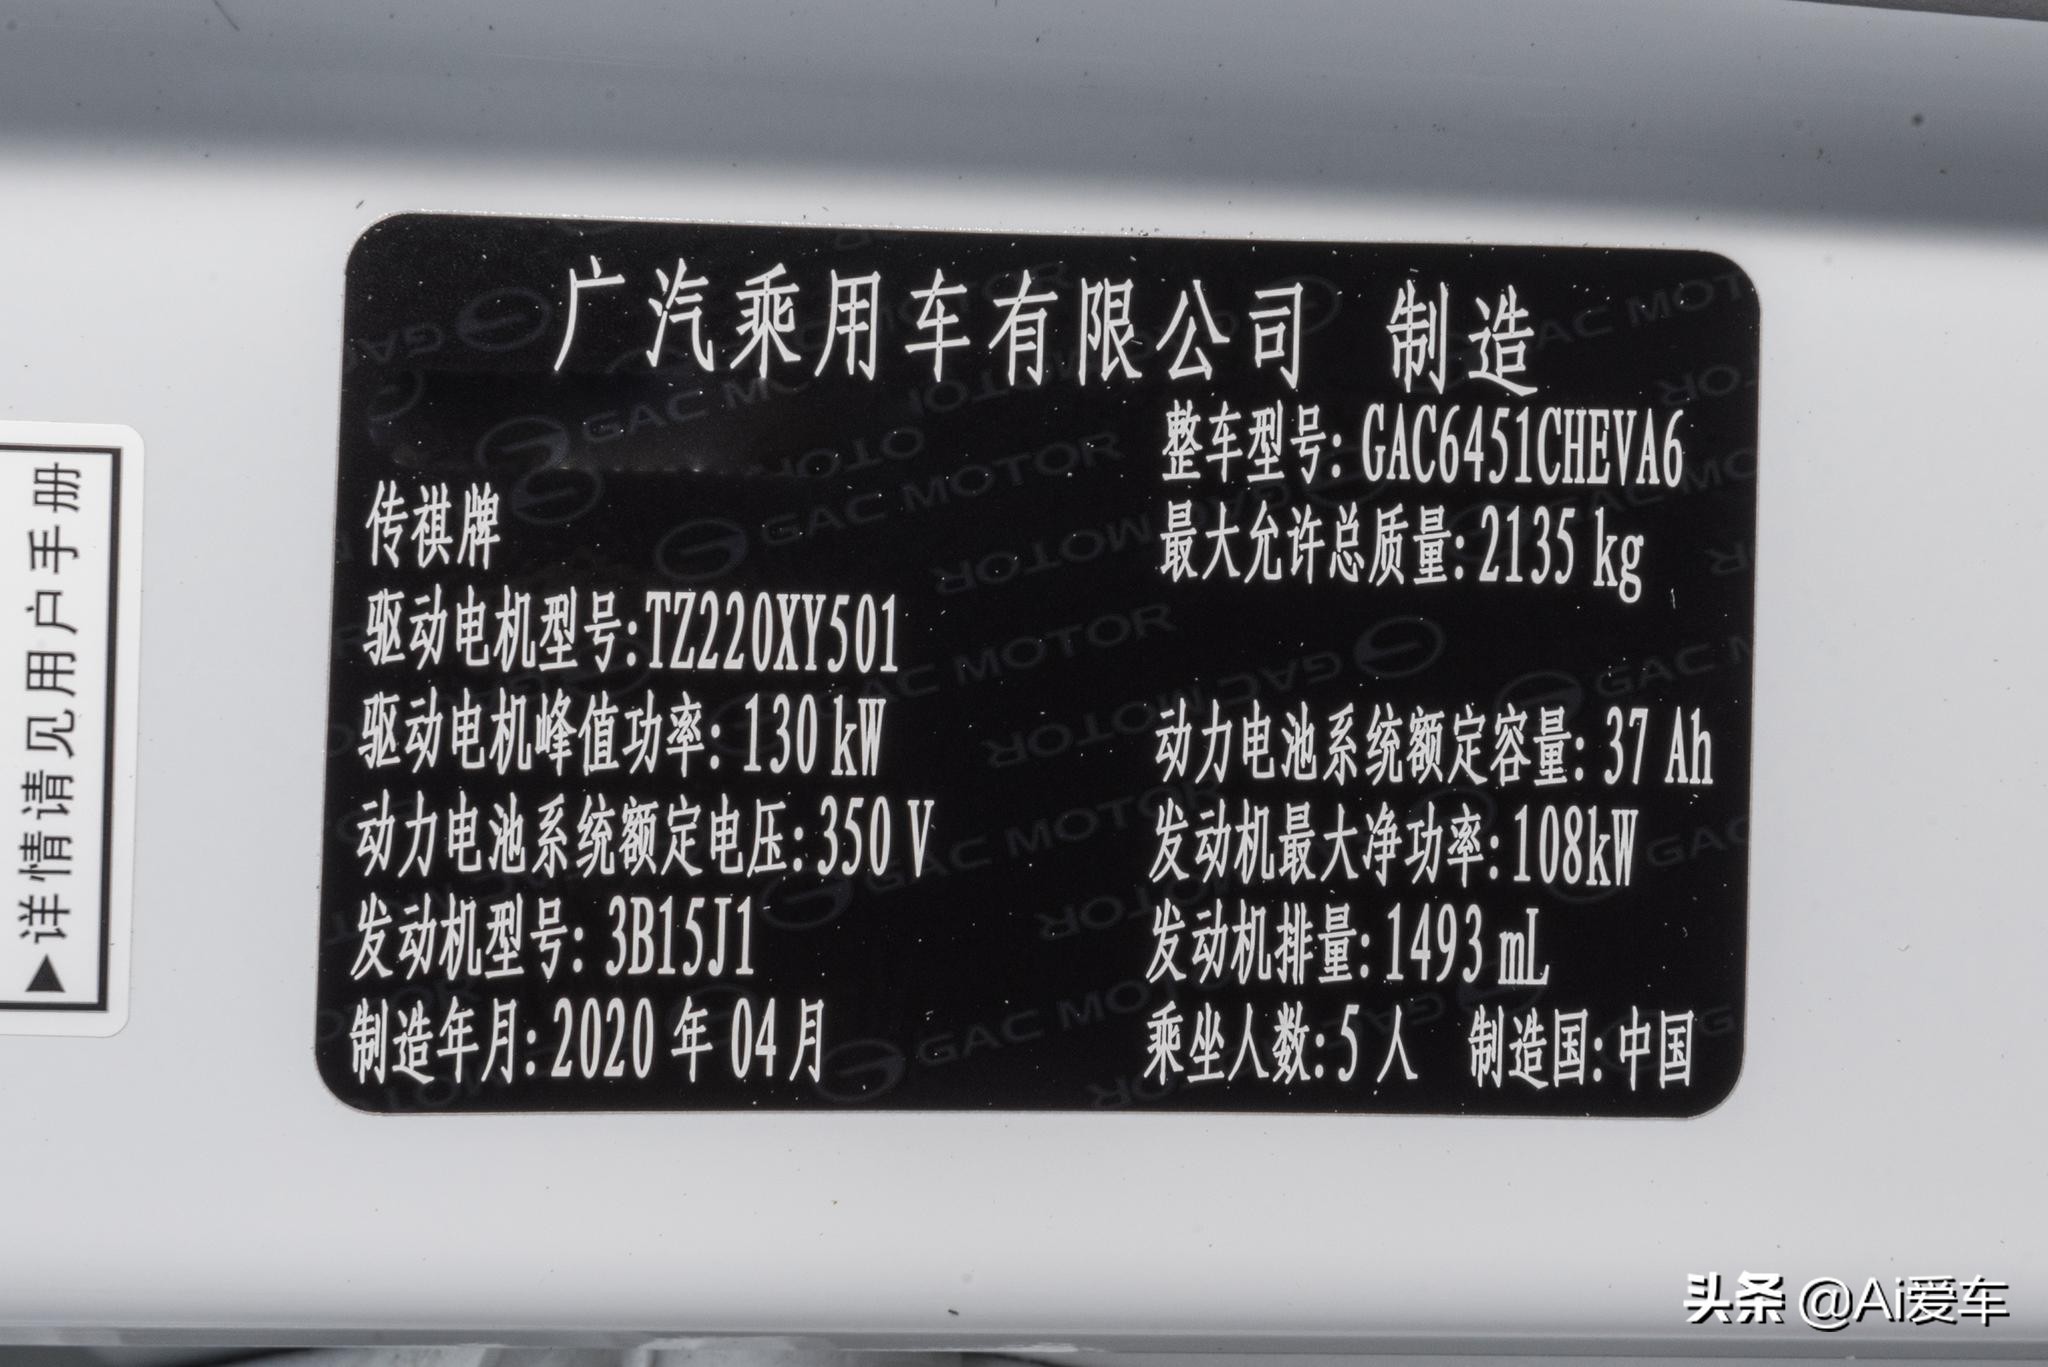 广汽乘用车有限公司 制造
整车型号: GAC6451CHEVA6
传祺牌
最大允许总质量: 2135 kg
驱动电机型号: TZ220XY501
驱动电机峰值功率: 130 kW
动力电池系统额定容量: 37 Ah
动力电池系统额定电压: 350 V
发动机最大净功率: 108kW
发动机型号: 3B15J1
发动机排量: 1493 mL
制造年月: 2020 年 04月
乘坐人数: 5 人 制造国: 中国
▶详情请见用户手册
GAC MOTOR
头条 @Ai爱车